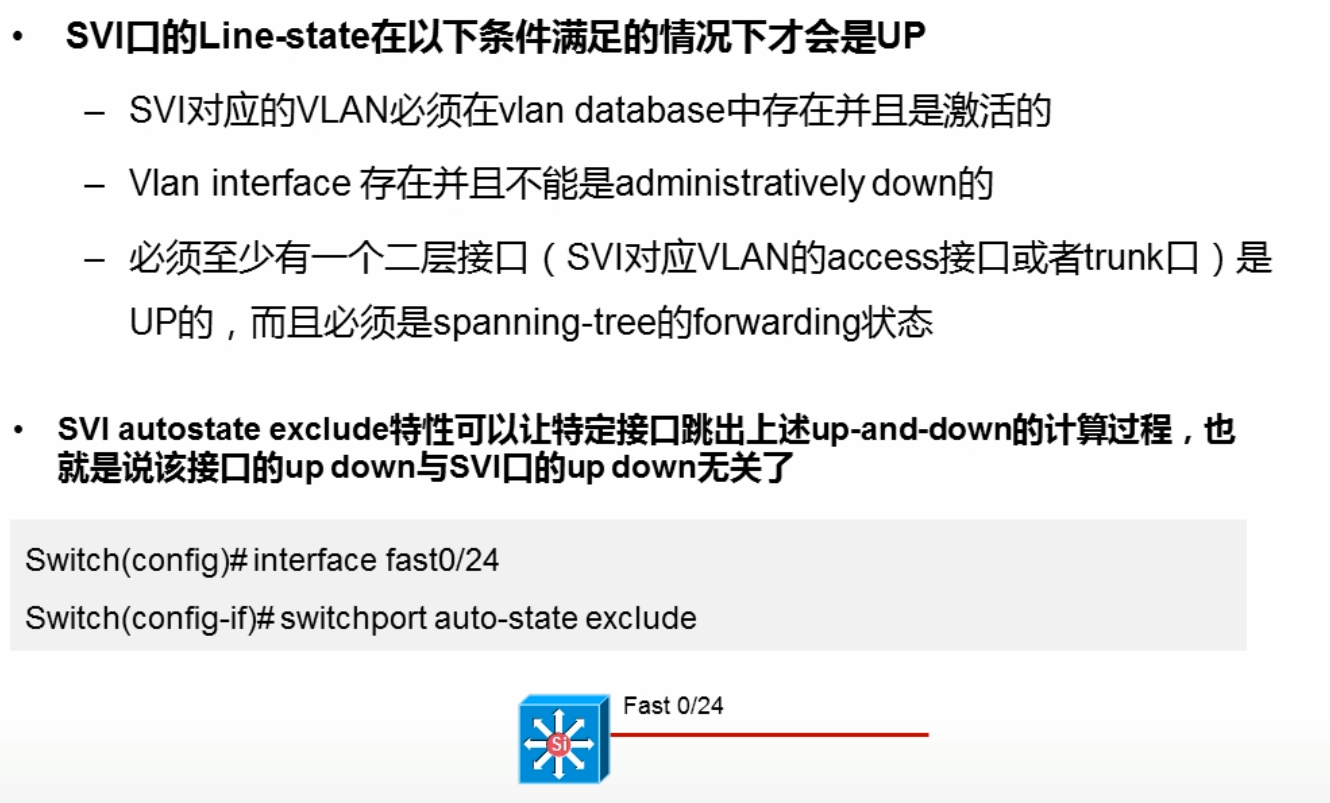 • SVI口的Line-state在以下条件满足的情况下才会是UP
– SVI对应的VLAN必须在vlan database中存在并且是激活的
– Vlan interface 存在并且不能是administratively down的
– 必须至少有一个二层接口（SVI对应VLAN的access接口或者trunk口）是
UP的，而且必须是spanning-tree的forwarding状态
• SVI autostate exclude特性可以让特定接口跳出上述up-and-down的计算过程，也
就是说该接口的up down与SVI口的up down无关了
Switch(config)# interface fast0/24
Switch(config-if)# switchport auto-state exclude
Fast 0/24
Si